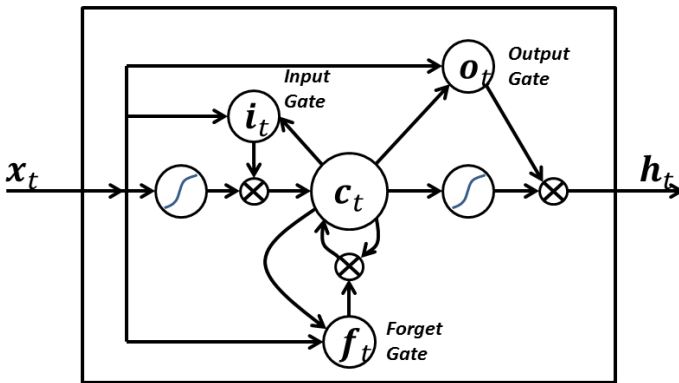 Input
Gate
i_t
o_t
Output
Gate
x_t
c_t
h_t
f_t
Forget
Gate